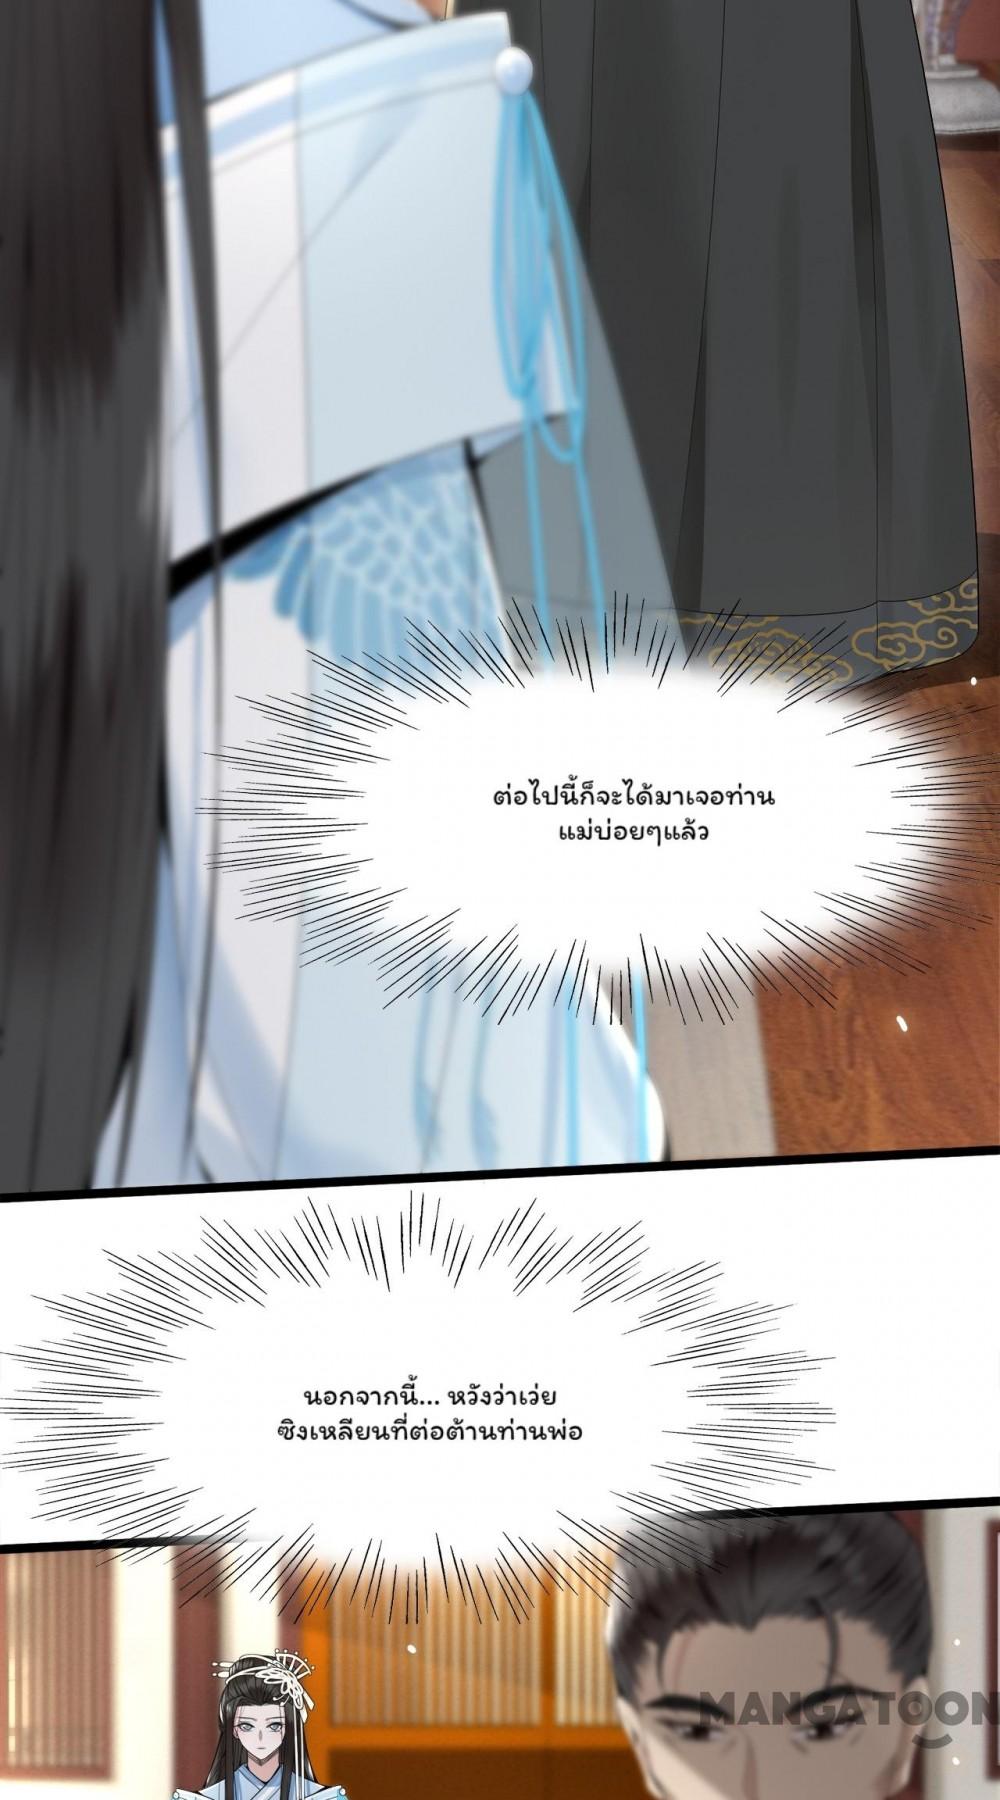 ต่อไปนี้ก็จะได้มาเจอท่าน
แม่บ่อยๆแล้ว
นอกจากนี้... หวังว่าเว่ย
ซิงเหลียนที่ต่อต้านท่านพ่อ
MANGATOON